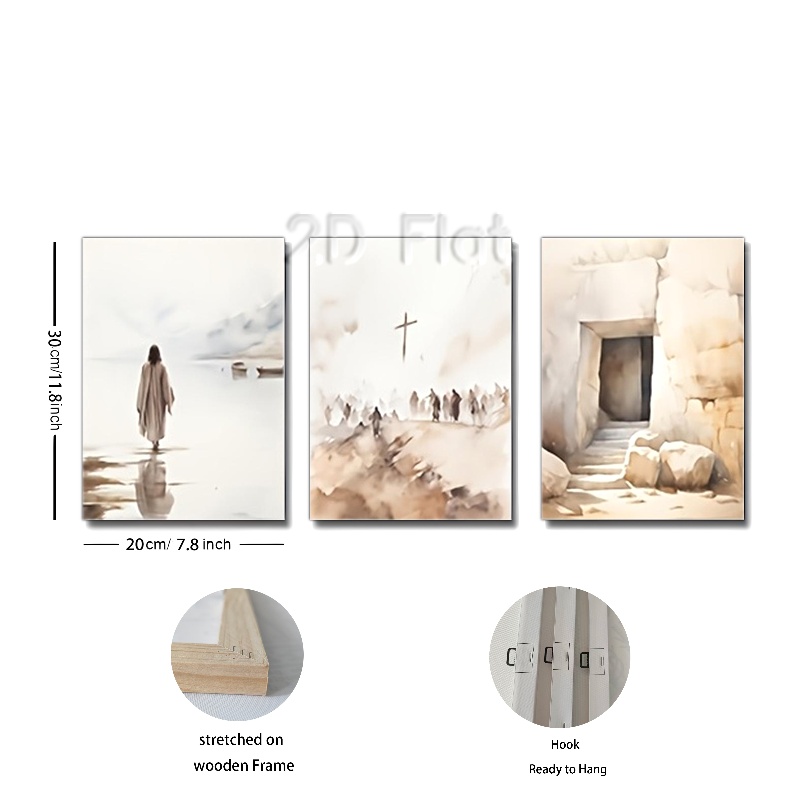 2D Flat
30cm/11.8inch
20cm/ 7.8 inch
stretched on
wooden Frame
Hook
Ready to Hang